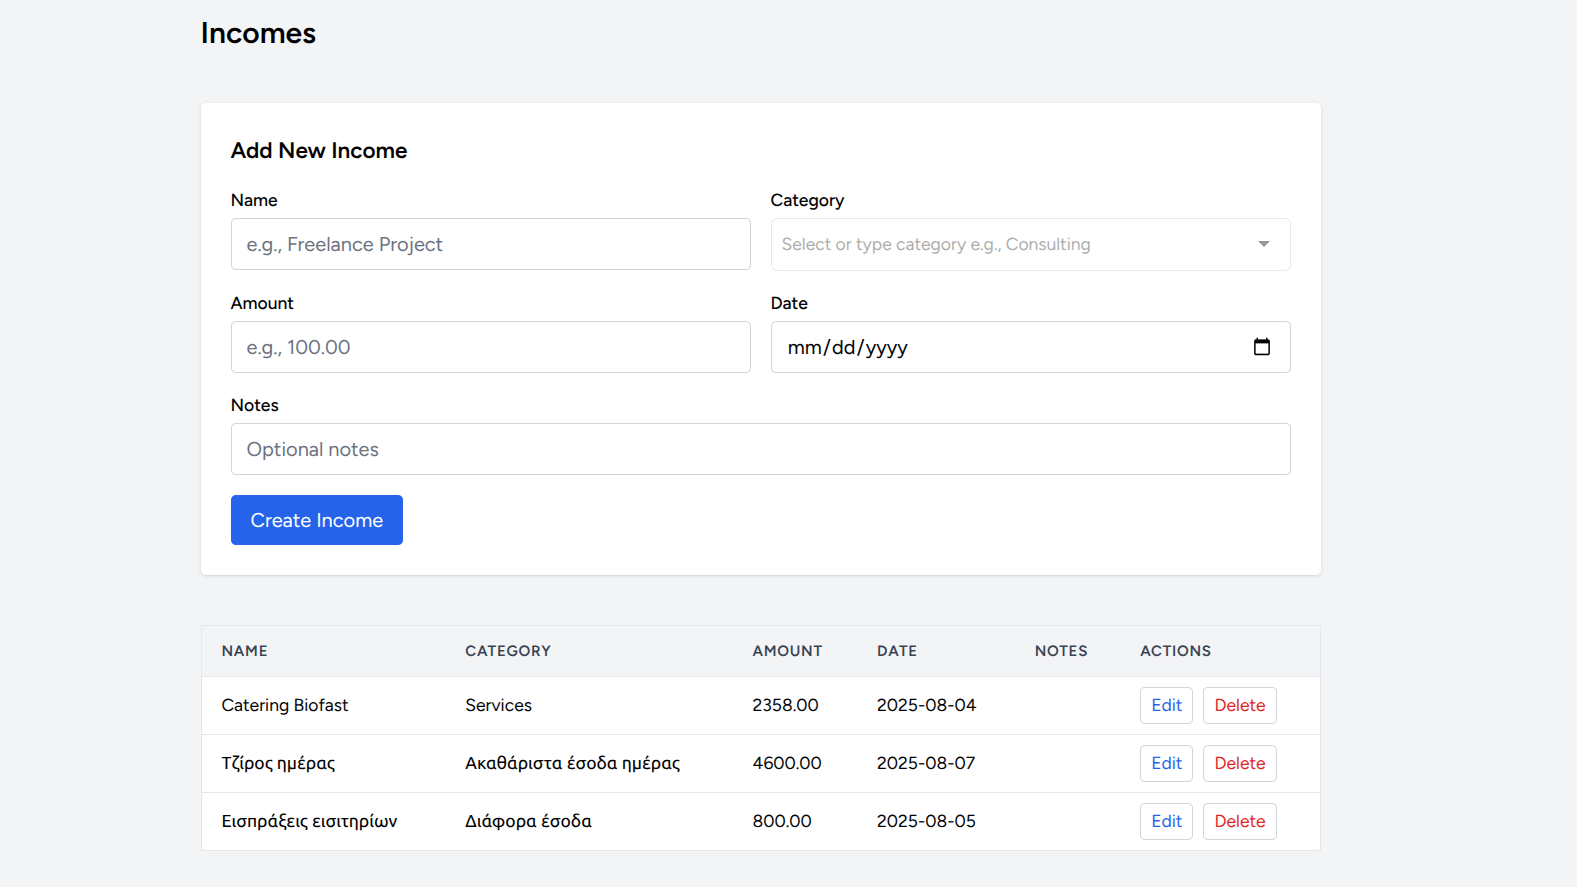 Incomes
Add New Income
Name
Category
e.g., Freelance Project
Select or type category e.g., Consulting
Amount
Date
e.g., 100.00
mm/dd/yyyy
Notes
Optional notes
Create Income
NAME CATEGORY AMOUNT DATE NOTES ACTIONS
Catering Biofast Services 2358.00 2025-08-04 Edit Delete
Τζίρος ημέρας Ακαθάριστα έσοδα ημέρας 4600.00 2025-08-07 Edit Delete
Εισπράξεις εισιτηρίων Διάφορα έσοδα 800.00 2025-08-05 Edit Delete